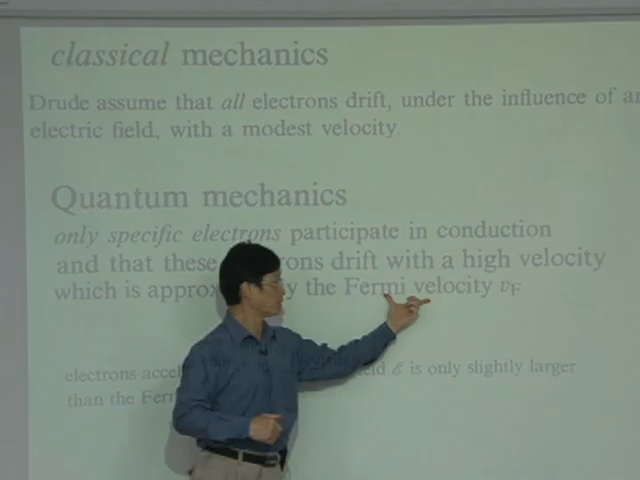 classical mechanics
Drude assume that all electrons drift, under the influence of an
electric field, with a modest velocity.
Quantum mechanics
only specific electrons participate in conduction
and that these rons drift with a high velocity
which is approx y the Fermi velocity vF
electrons accel eld ℰ is only slightly larger
than the Fer